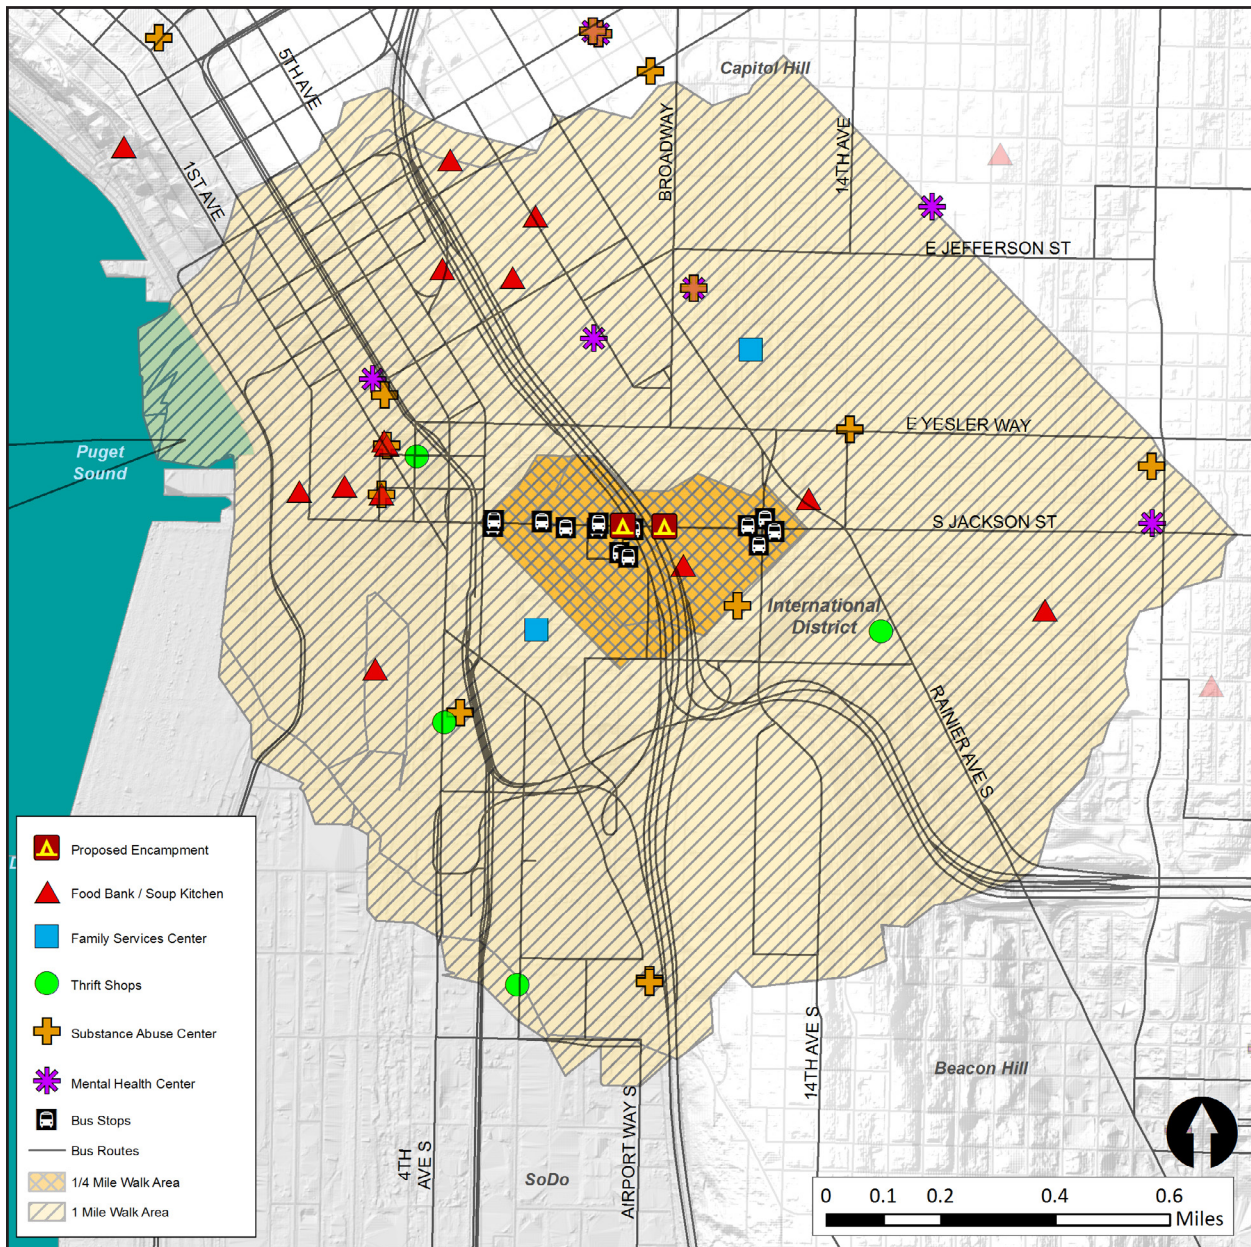 Capitol Hill
5TH AVE
1ST AVE
BROADWAY
14TH AVE
E JEFFERSON ST
E YESLER WAY
Puget
Sound
S JACKSON ST
International
District
RAINIER AVE S
Proposed Encampment
Food Bank / Soup Kitchen
Family Services Center
Thrift Shops
Substance Abuse Center
Mental Health Center
Bus Stops
Bus Routes
1/4 Mile Walk Area
1 Mile Walk Area
4TH
AVE S
SoDo
AIRPORT WAY S
14TH AVE S
Beacon Hill
0 0.1 0.2 0.4 0.6
Miles